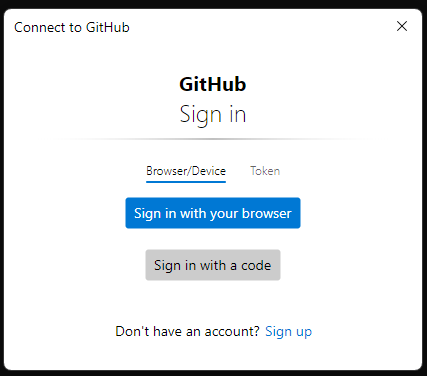 Connect to GitHub
GitHub
Sign in
Browser/Device Token
Sign in with your browser
Sign in with a code
Don't have an account? Sign up